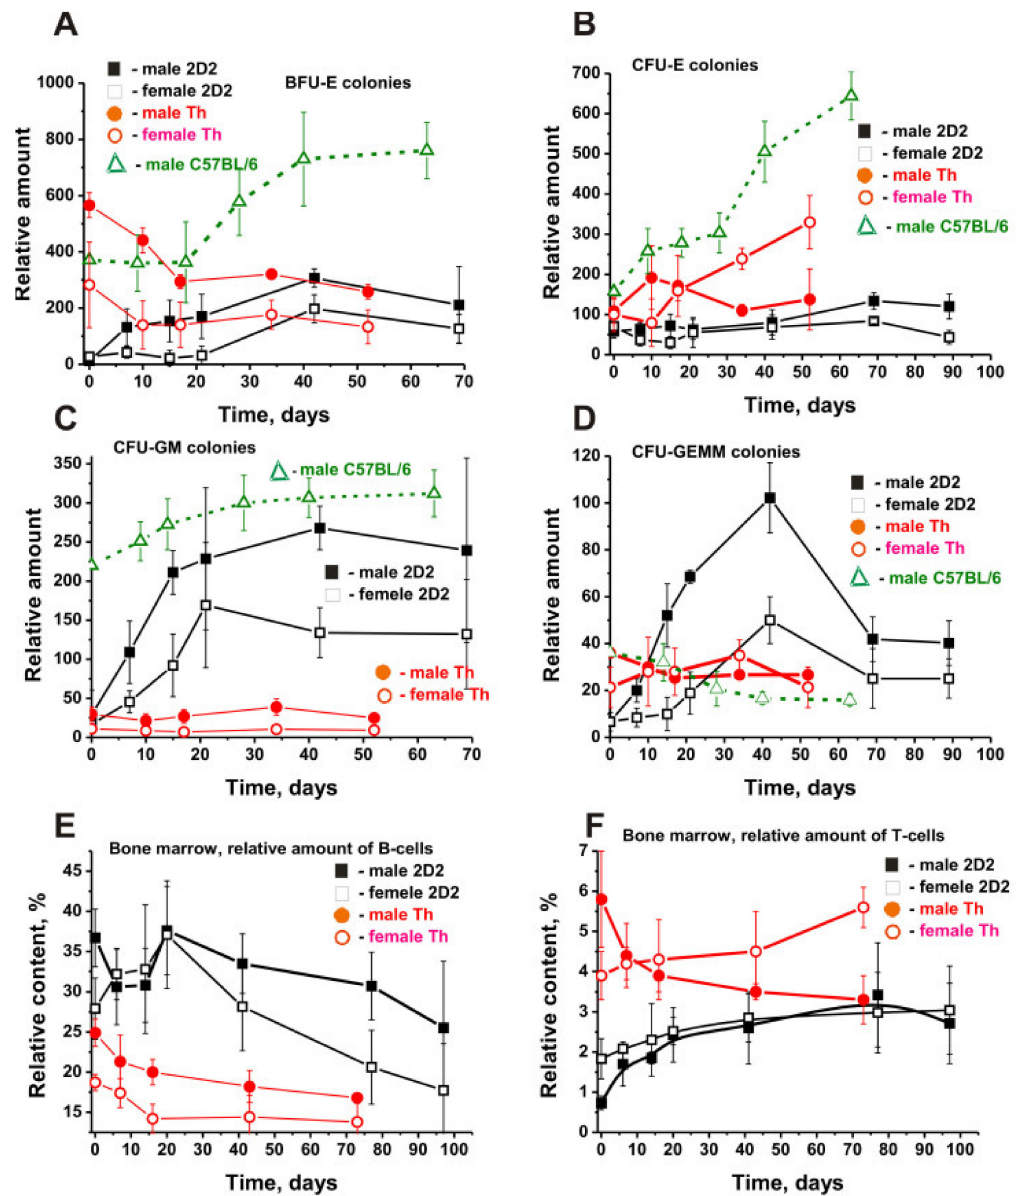 A
- male 2D2
- female 2D2
- male Th
- female Th
- male C57BL/6
BFU-E colonies
Relative amount
1000
800
600
400
200
0
0 10 20 30 40 50 60 70
Time, days
B
CFU-E colonies
- male 2D2
- female 2D2
- male Th
- female Th
- male C57BL/6
Relative amount
700
600
500
400
300
200
100
0
0 10 20 30 40 50 60 70 80 90 100
Time, days
C
CFU-GM colonies
- male C57BL/6
- male 2D2
- femele 2D2
- male Th
- female Th
Relative amount
350
300
250
200
150
100
50
0
0 10 20 30 40 50 60 70
Time, days
D
CFU-GEMM colonies
- male 2D2
- female 2D2
- male Th
- female Th
- male C57BL/6
Relative amount
120
100
80
60
40
20
0
0 10 20 30 40 50 60 70 80 90 100
Time, days
E
Bone marrow, relative amount of B-cells
- male 2D2
- femele 2D2
- male Th
- female Th
Relative content, %
45
40
35
30
25
20
15
0 10 20 30 40 50 60 70 80 90 100
Time, days
F
Bone marrow, relative amount of T-cells
- male 2D2
- femele 2D2
- male Th
- female Th
Relative content, %
7
6
5
4
3
2
1
0
0 10 20 30 40 50 60 70 80 90 100
Time, days